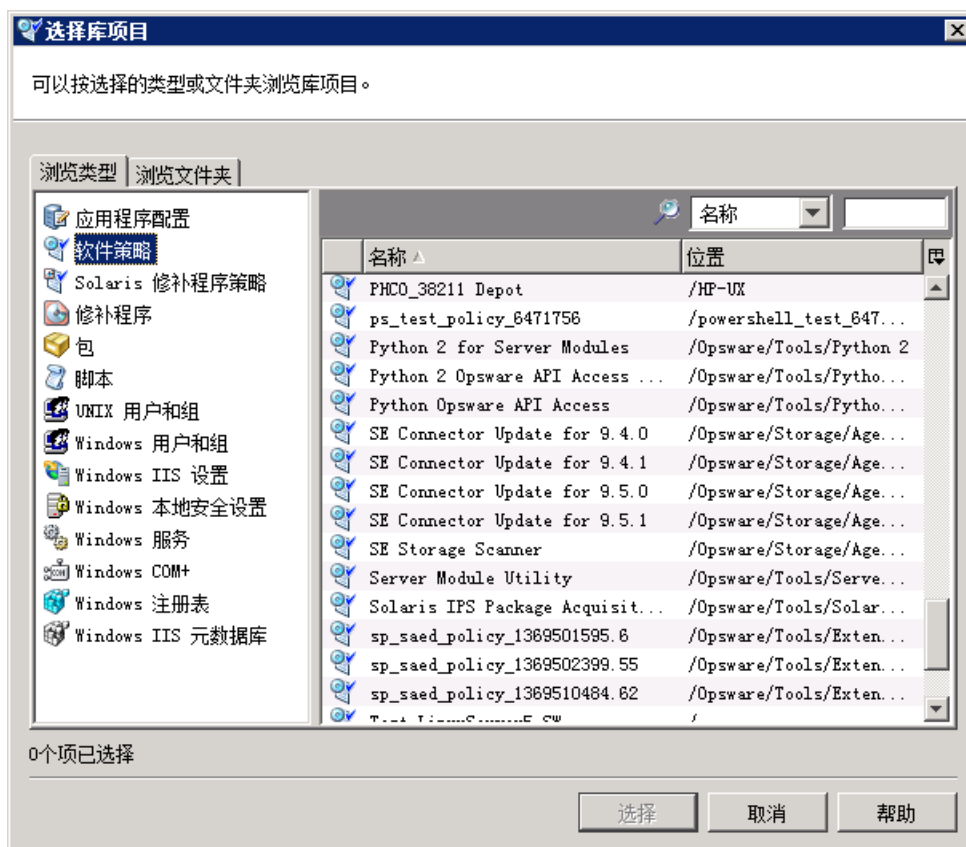 选择库项目
可以按选择的类型或文件夹浏览库项目。
浏览类型 浏览文件夹
应用程序配置
软件策略
Solaris 修补程序策略
修补程序
包
脚本
UNIX 用户和组
Windows 用户和组
Windows IIS 设置
Windows 本地安全设置
Windows 服务
Windows COM+
Windows 注册表
Windows IIS 元数据库
名称
名称 位置
PHCO_38211 Depot /HP-UX
ps_test_policy_6471756 /powershell_test_647...
Python 2 for Server Modules /Opsware/Tools/Python 2
Python 2 Opsware API Access ... /Opsware/Tools/Pytho...
Python Opsware API Access /Opsware/Tools/Pytho...
SE Connector Update for 9.4.0 /Opsware/Storage/Age...
SE Connector Update for 9.4.1 /Opsware/Storage/Age...
SE Connector Update for 9.5.0 /Opsware/Storage/Age...
SE Connector Update for 9.5.1 /Opsware/Storage/Age...
SE Storage Scanner /Opsware/Storage/Age...
Server Module Utility /Opsware/Tools/Serve...
Solaris IPS Package Acquisit... /Opsware/Tools/Solar...
sp_saed_policy_1369501595.6 /Opsware/Tools/Exten...
sp_saed_policy_1369502399.55 /Opsware/Tools/Exten...
sp_saed_policy_1369510484.62 /Opsware/Tools/Exten...
0个项已选择
选择 取消 帮助